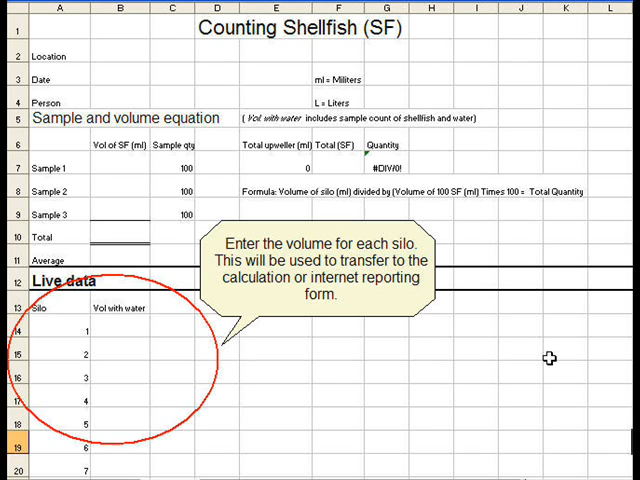 A B C D E F G H I J K L
1 Counting Shellfish (SF)
2 Location
3 Date ml = Mililiters
4 Person L = Liters
5 Sample and volume equation ( Vol. with water includes sample count of shellfish and water)
6 Vol of SF (ml) Sample qty Total upweller (ml) Total (SF) Quantity
7 Sample 1 100 0 #DIV/0!
8 Sample 2 100 Formula: Volume of silo (ml) divided by (Volume of 100 SF (ml) Times 100 = Total Quantity
9 Sample 3 100
10 Total
11 Average
Enter the volume for each silo.
This will be used to transfer to the
calculation or internet reporting
form.
12 Live data
13 Silo Vol with water
14 1
15 2
16 3
17 4
18 5
19 6
20 7